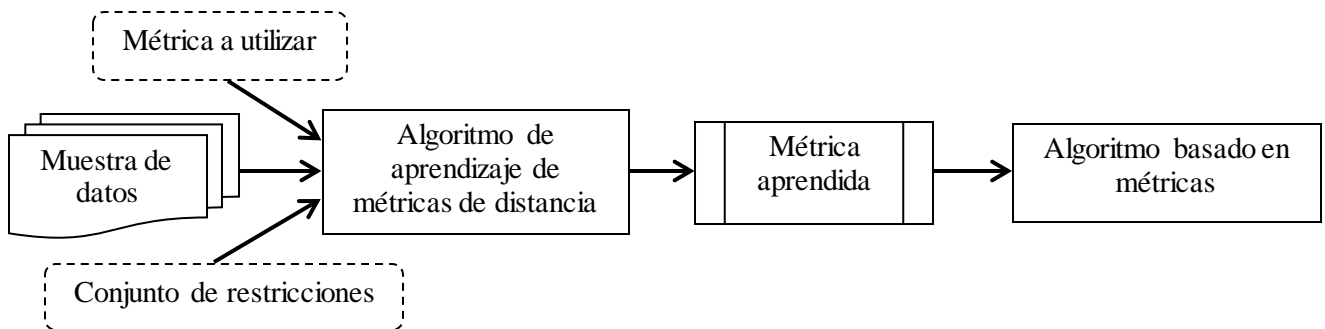 Métrica a utilizar
Muestra de
datos
Conjunto de restricciones
Algoritmo de
aprendizaje de
métricas de distancia
Métrica
aprendida
Algoritmo basado en
métricas